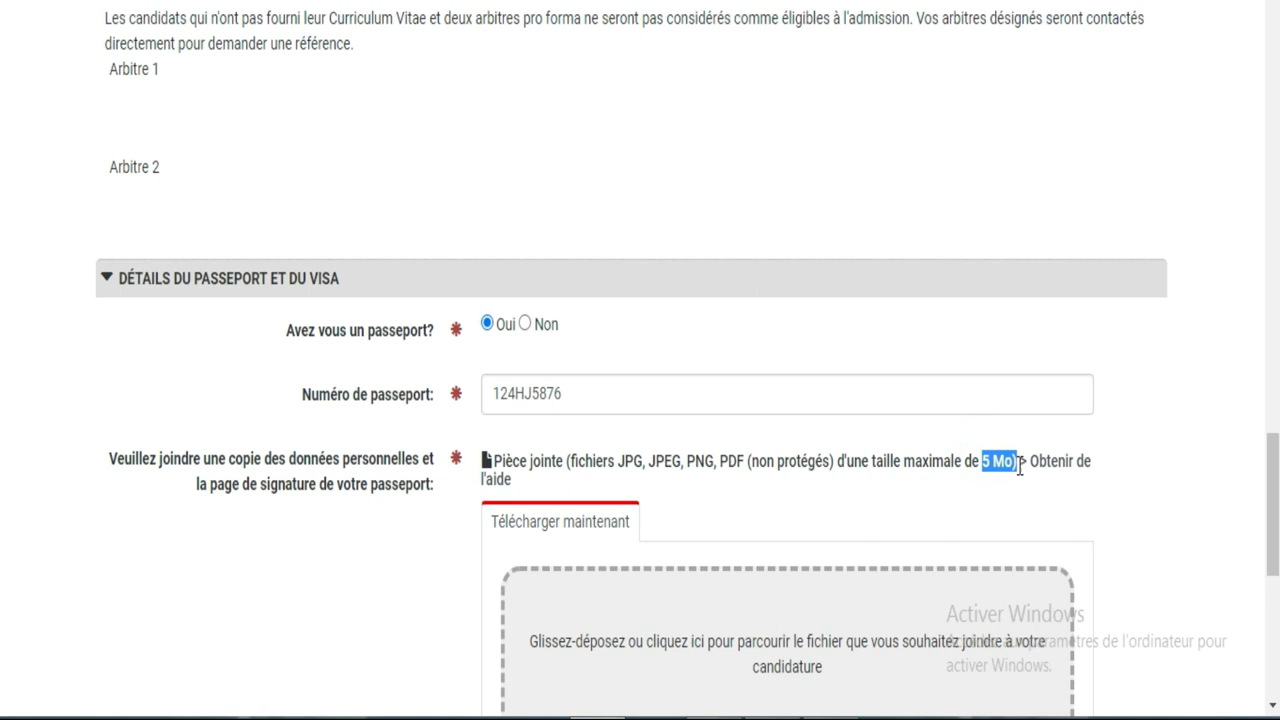 Les candidats qui n'ont pas fourni leur Curriculum Vitae et deux arbitres pro forma ne seront pas considérés comme éligibles à l'admission. Vos arbitres désignés seront contactés
directement pour demander une référence.
Arbitre 1
Arbitre 2
DÉTAILS DU PASSEPORT ET DU VISA
Avez vous un passeport? Oui Non
Numéro de passeport: 124HJ5876
Veuillez joindre une copie des données personnelles et
la page de signature de votre passeport:
Pièce jointe (fichiers JPG, JPEG, PNG, PDF (non protégés) d'une taille maximale de 5 Mo) > Obtenir de
l'aide
Télécharger maintenant
Glissez-déposez ou cliquez ici pour parcourir le fichier que vous souhaitez joindre à votre
candidature
Activer Windows
paramètres de l'ordinateur pour
activer Windows.